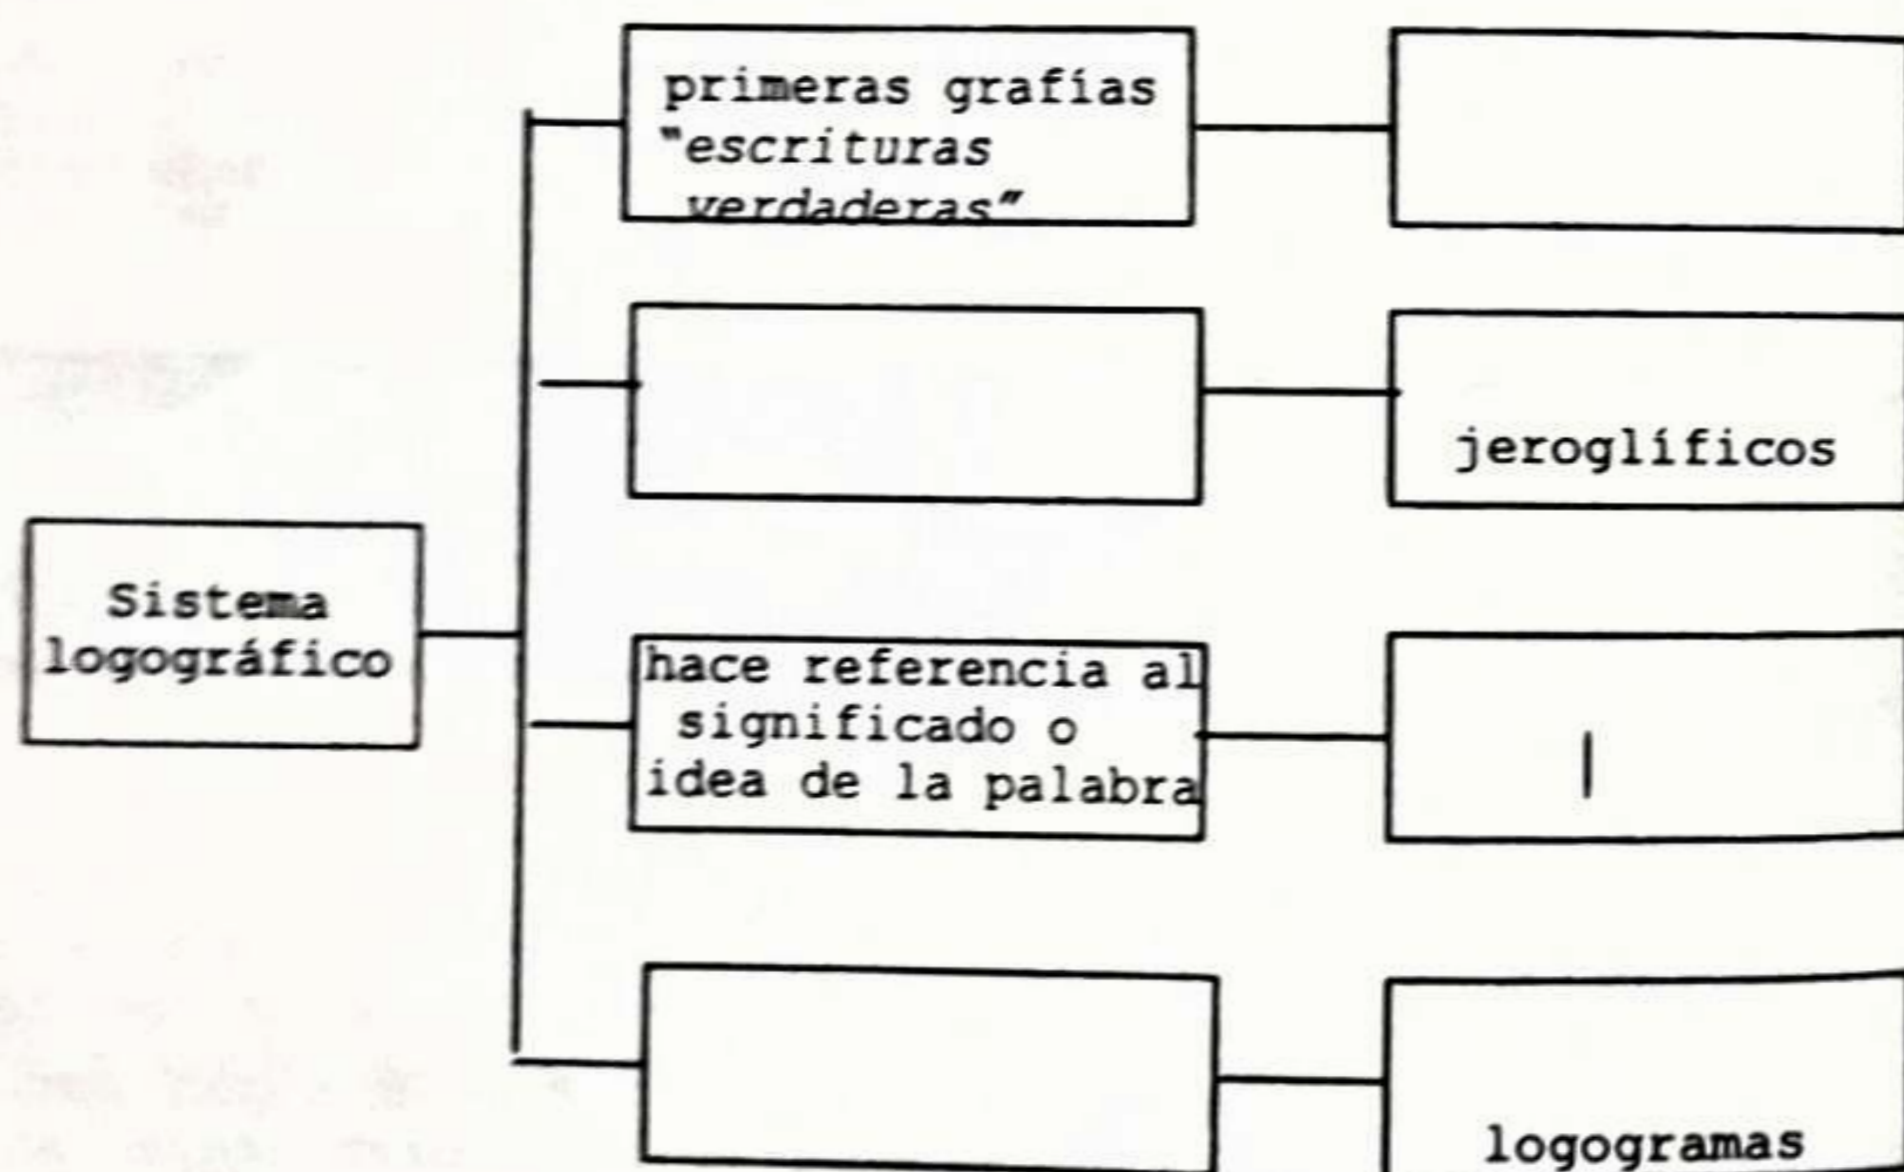 primeras grafías
"escrituras
verdaderas"
jeroglíficos
Sistema
logográfico
hace referencia al
significado o
idea de la palabra
logogramas